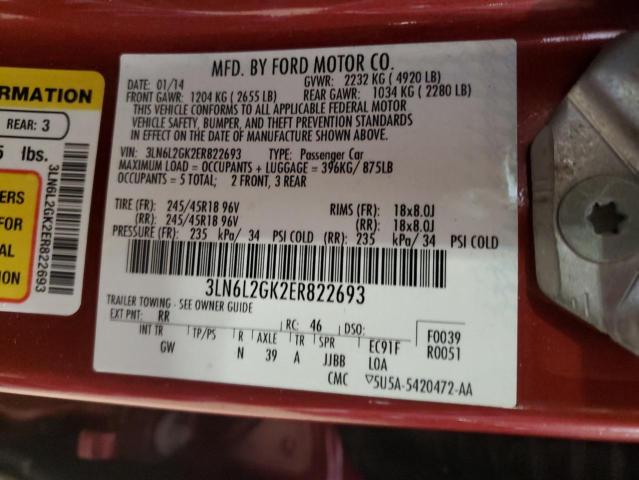 MFD. BY FORD MOTOR CO.
DATE: 01/14 GVWR: 2232 KG ( 4920 LB)
FRONT GAWR: 1204 KG ( 2655 LB) REAR GAWR: 1034 KG ( 2280 LB)
THIS VEHICLE CONFORMS TO ALL APPLICABLE FEDERAL MOTOR
VEHICLE SAFETY, BUMPER, AND THEFT PREVENTION STANDARDS
IN EFFECT ON THE DATE OF MANUFACTURE SHOWN ABOVE.
VIN: 3LN6L2GK2ER822693 TYPE: Passenger Car
MAXIMUM LOAD = OCCUPANTS + LUGGAGE = 396KG/ 875LB
OCCUPANTS = 5 TOTAL; 2 FRONT, 3 REAR
TIRE (FR): 245/45R18 96V RIMS (FR): 18x8.0J
(RR): 245/45R18 96V (RR): 18x8.0J
PRESSURE (FR): 235 kPa/ 34 PSI COLD (RR): 235 kPa/ 34 PSI COLD
3LN6L2GK2ER822693
TRAILER TOWING - SEE OWNER GUIDE
EXT PNT: RR RC: 46 DSO:
INT TR TP/PS R AXLE TR SPR EC91F F0039
GW N 39 A JJBB LOA R0051
CMC ▽5U5A-5420472-AA
ORMATION
REAR: 3
5 lbs.
ERS
FOR
AL
TION
3LN6L2GK2ER822693